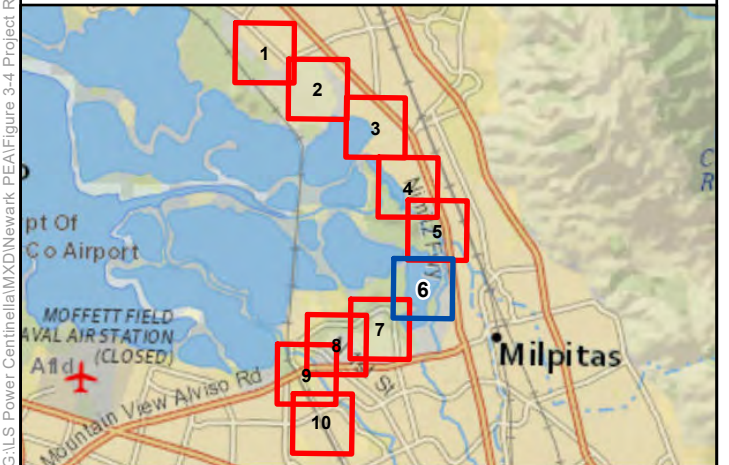 G:\LS Power Centinella\MXD\Newark PEA\Figure 3-4 Project R
1
2
3
4
5
6
7
8
9
10
pt Of
Co Airport
MOFFETT FIELD
AVAL AIR STATION
(CLOSED)
Afld
Mountain View Alviso Rd
Milpitas
C
R
St